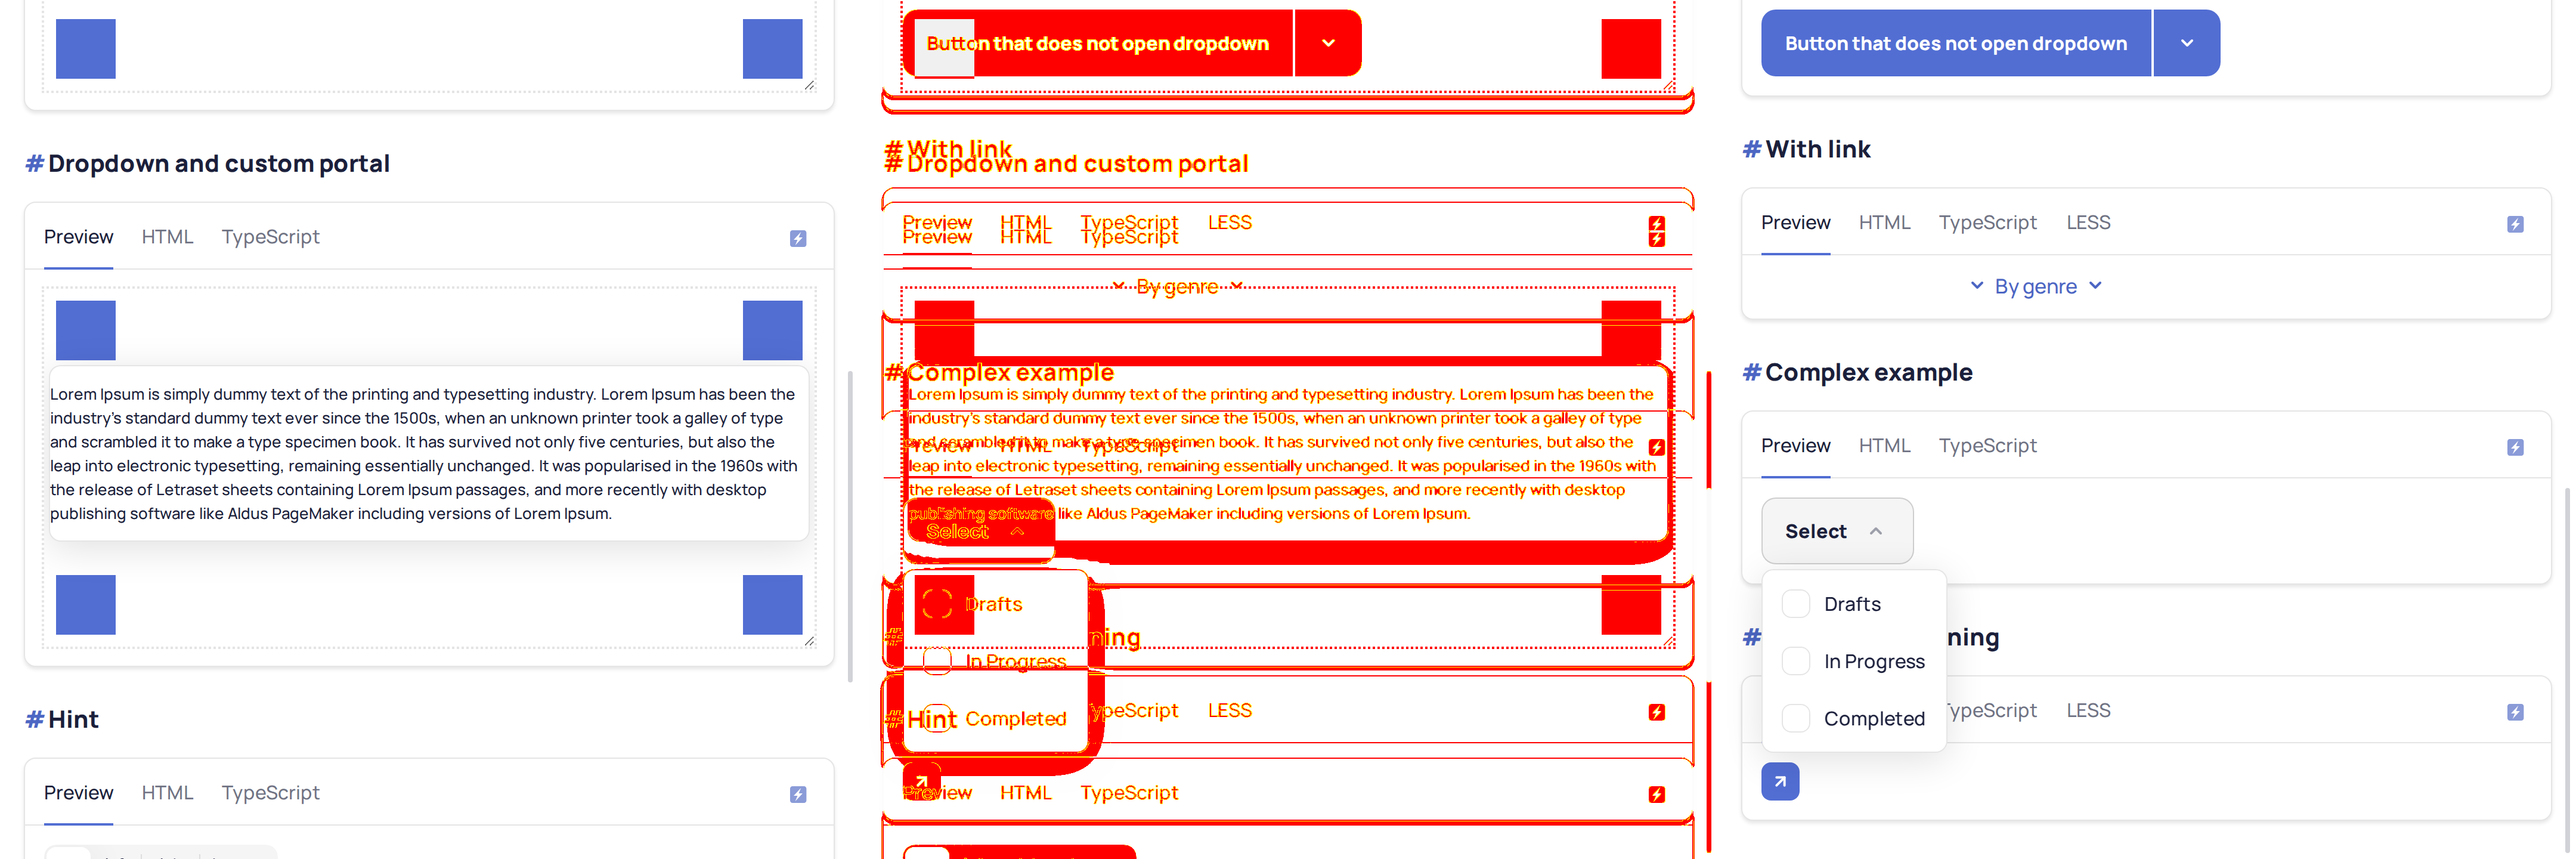 # Dropdown and custom portal
Preview HTML TypeScript
Lorem Ipsum is simply dummy text of the printing and typesetting industry. Lorem Ipsum has been the
industry's standard dummy text ever since the 1500s, when an unknown printer took a galley of type
and scrambled it to make a type specimen book. It has survived not only five centuries, but also the
leap into electronic typesetting, remaining essentially unchanged. It was popularised in the 1960s with
the release of Letraset sheets containing Lorem Ipsum passages, and more recently with desktop
publishing software like Aldus PageMaker including versions of Lorem Ipsum.
# Hint
Preview HTML TypeScript
Button that does not open dropdown
# With link
# Dropdown and custom portal
Preview HTML TypeScript LESS
Preview HTML TypeScript
By genre
# Complex example
Lorem Ipsum is simply dummy text of the printing and typesetting industry. Lorem Ipsum has been the
industry's standard dummy text ever since the 1500s, when an unknown printer took a galley of type
and scrambled it to make a type specimen book. It has survived not only five centuries, but also the
Preview HTML TypeScript
leap into electronic typesetting, remaining essentially unchanged. It was popularised in the 1960s with
the release of Letraset sheets containing Lorem Ipsum passages, and more recently with desktop
publishing software like Aldus PageMaker including versions of Lorem Ipsum.
Select
Drafts
# ning
In Progress
ypeScript LESS
# Hint
Completed
Preview HTML TypeScript
Button that does not open dropdown
# With link
Preview HTML TypeScript LESS
By genre
# Complex example
Preview HTML TypeScript
Select
Drafts
# ning
In Progress
TypeScript LESS
Completed